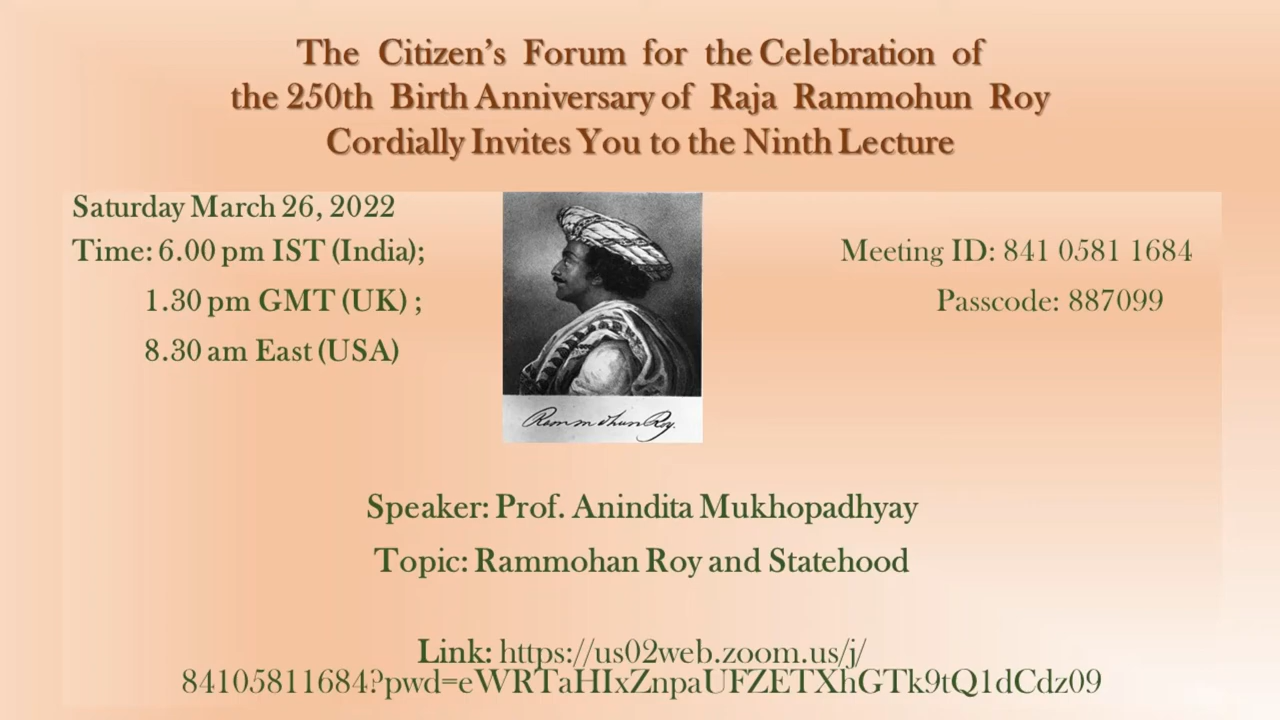 The Citizen's Forum for the Celebration of
the 250th Birth Anniversary of Raja Rammohun Roy
Cordially Invites You to the Ninth Lecture
Saturday March 26, 2022
Time: 6.00 pm IST (India);
1.30 pm GMT (UK) ;
8.30 am East (USA)
Meeting ID: 841 0581 1684
Passcode: 887099
Rammohun Roy.
Speaker: Prof. Anindita Mukhopadhyay
Topic: Rammohan Roy and Statehood
Link: https://us02web.zoom.us/j/
84105811684?pwd=eWRTaHIxZnpaUFZETXhGTk9tQ1dCdz09